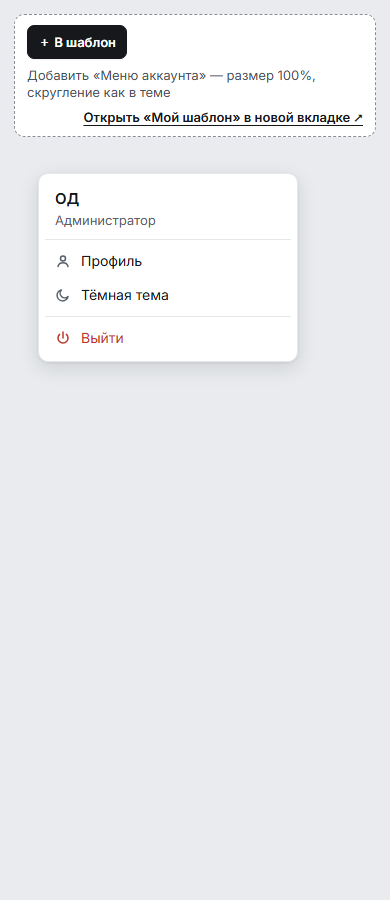 + В шаблон
Добавить «Меню аккаунта» — размер 100%,
скругление как в теме
Открыть «Мой шаблон» в новой вкладке ↗
ОД
Администратор
Профиль
Тёмная тема
Выйти